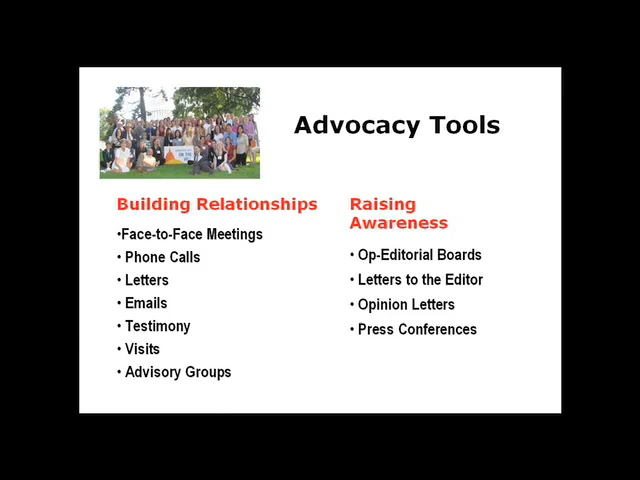 Advocacy Tools
Building Relationships
•Face-to-Face Meetings
• Phone Calls
• Letters
• Emails
• Testimony
• Visits
• Advisory Groups
Raising
Awareness
• Op-Editorial Boards
• Letters to the Editor
• Opinion Letters
• Press Conferences